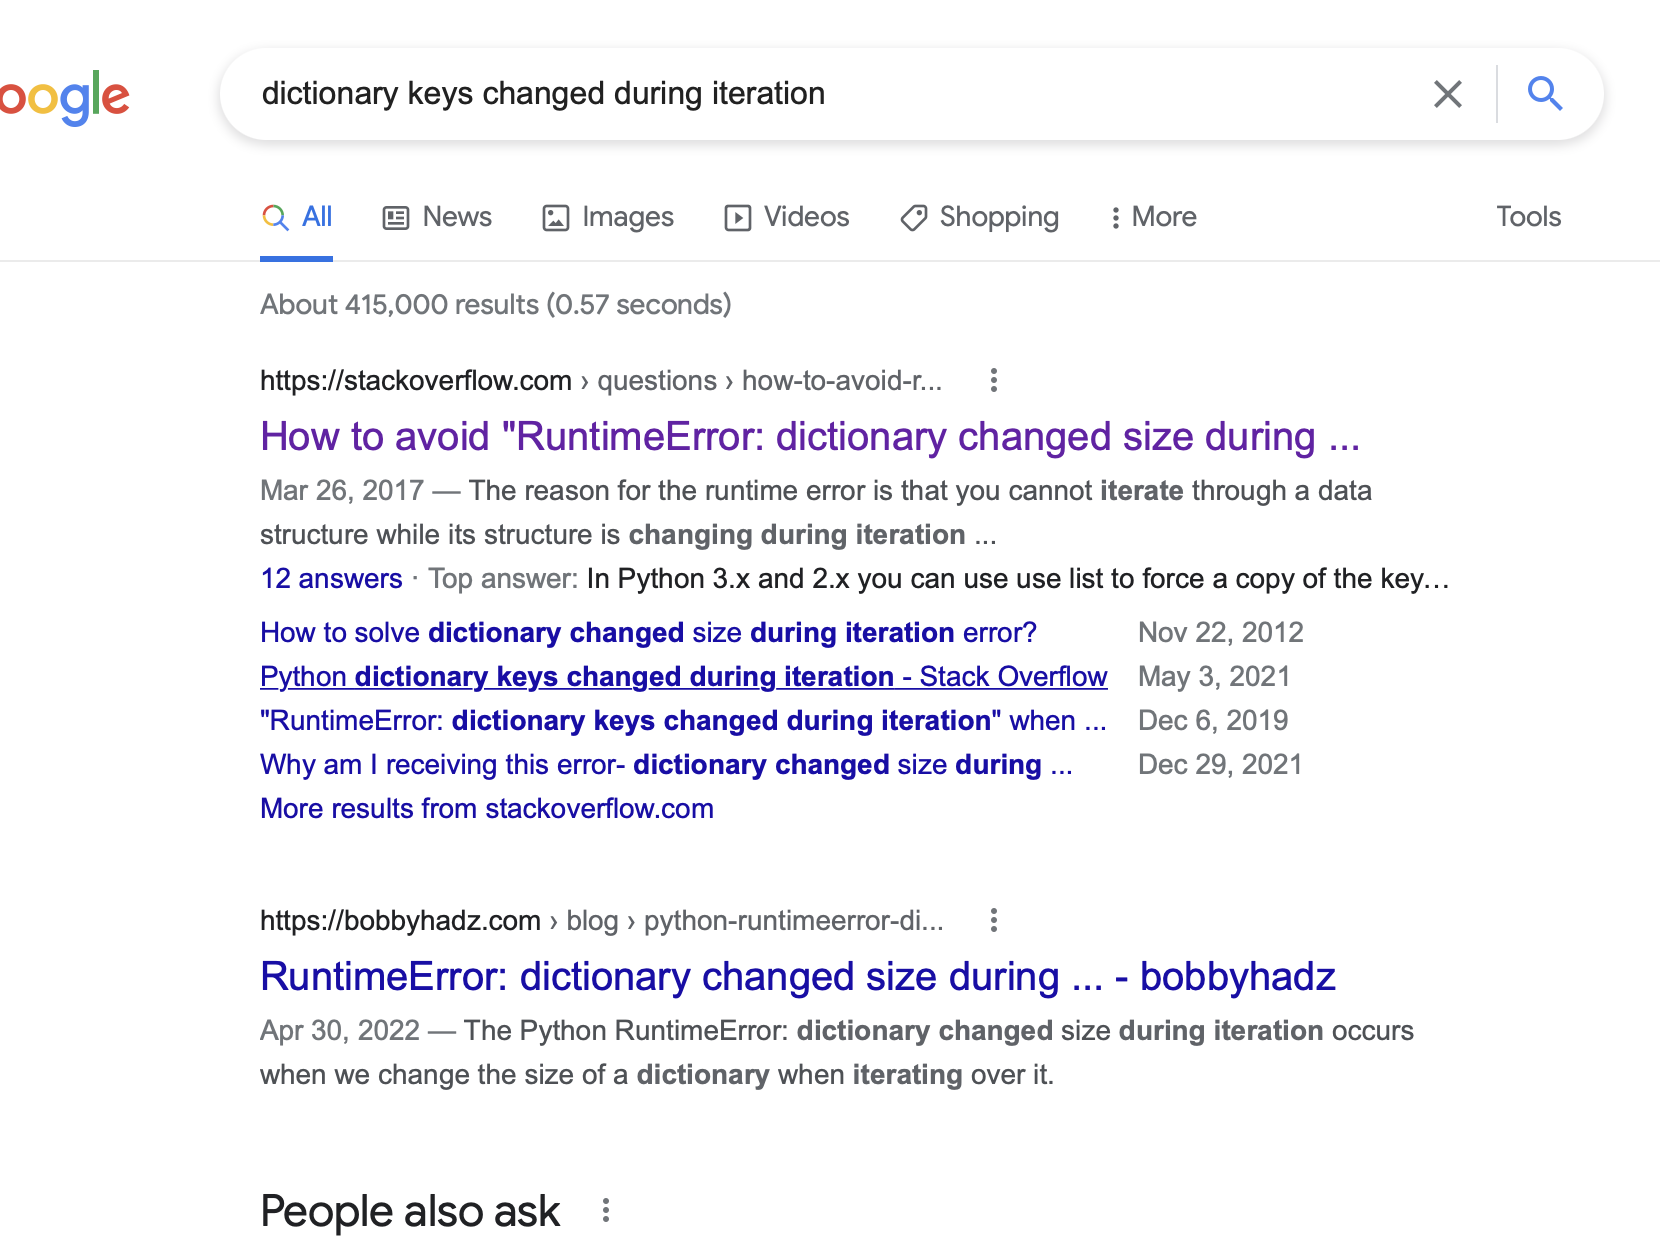 oogle
dictionary keys changed during iteration
All News Images Videos Shopping More Tools
About 415,000 results (0.57 seconds)
https://stackoverflow.com › questions › how-to-avoid-r...
How to avoid "RuntimeError: dictionary changed size during ...
Mar 26, 2017 — The reason for the runtime error is that you cannot iterate through a data
structure while its structure is changing during iteration ...
12 answers · Top answer: In Python 3.x and 2.x you can use use list to force a copy of the key…
How to solve dictionary changed size during iteration error? Nov 22, 2012
Python dictionary keys changed during iteration - Stack Overflow May 3, 2021
"RuntimeError: dictionary keys changed during iteration" when ... Dec 6, 2019
Why am I receiving this error- dictionary changed size during ... Dec 29, 2021
More results from stackoverflow.com
https://bobbyhadz.com › blog › python-runtimeerror-di...
RuntimeError: dictionary changed size during ... - bobbyhadz
Apr 30, 2022 — The Python RuntimeError: dictionary changed size during iteration occurs
when we change the size of a dictionary when iterating over it.
People also ask